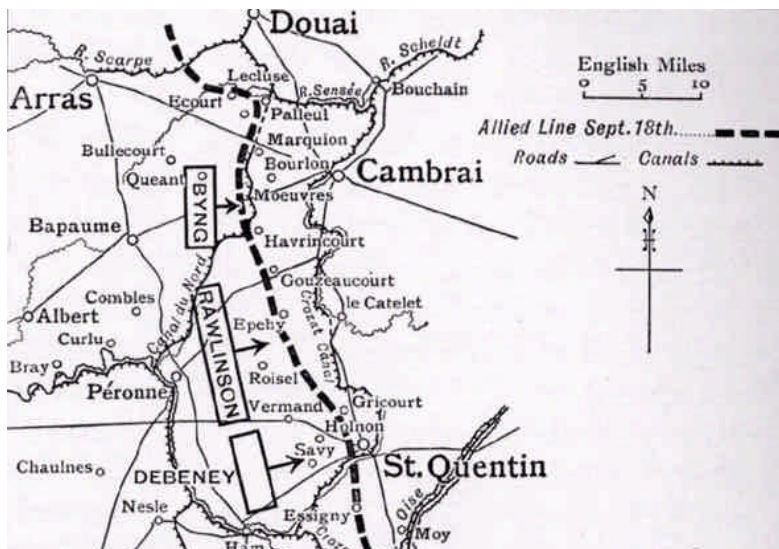 Douai
R. Scarpe
R. Scheldt
English Miles
0 5 10
Lecluse
R. Sensée
Bouchain
Arras
Ecourt
Palleul
Allied Line Sept. 18th
Marquion
Roads
Canals
Bullecourt
Bourlon
Queant
Cambrai
BYNG
Moeuvres
N
Bapaume
Havrincourt
Gouzeaucourt
Canal du Nord
Combles
Crozat Canal
le Catelet
Albert
RAWLINSON
Epehy
Curlu
Bray
Roisel
Péronne
Gricourt
Vermand
Holnon
Savy
St. Quentin
Chaulnes
DEBENEY
Nesle
Essigny
Oise
Moy
Ham
Croz